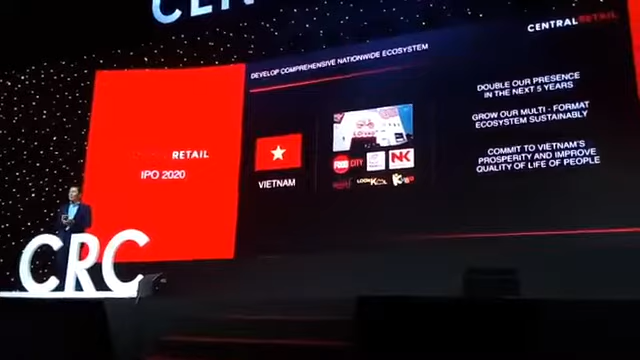 CENTRAL RETAIL
DEVELOP COMPREHENSIVE NATIONWIDE ECOSYSTEM
DOUBLE OUR PRESENCE
IN THE NEXT 5 YEARS
GROW OUR MULTI - FORMAT
ECOSYSTEM SUSTAINABLY
COMMIT TO VIETNAM'S
PROSPERITY AND IMPROVE
QUALITY OF LIFE OF PEOPLE
RETAIL
IPO 2020
VIETNAM
FOOD CITY
NK
LOOK KOOL
CRC